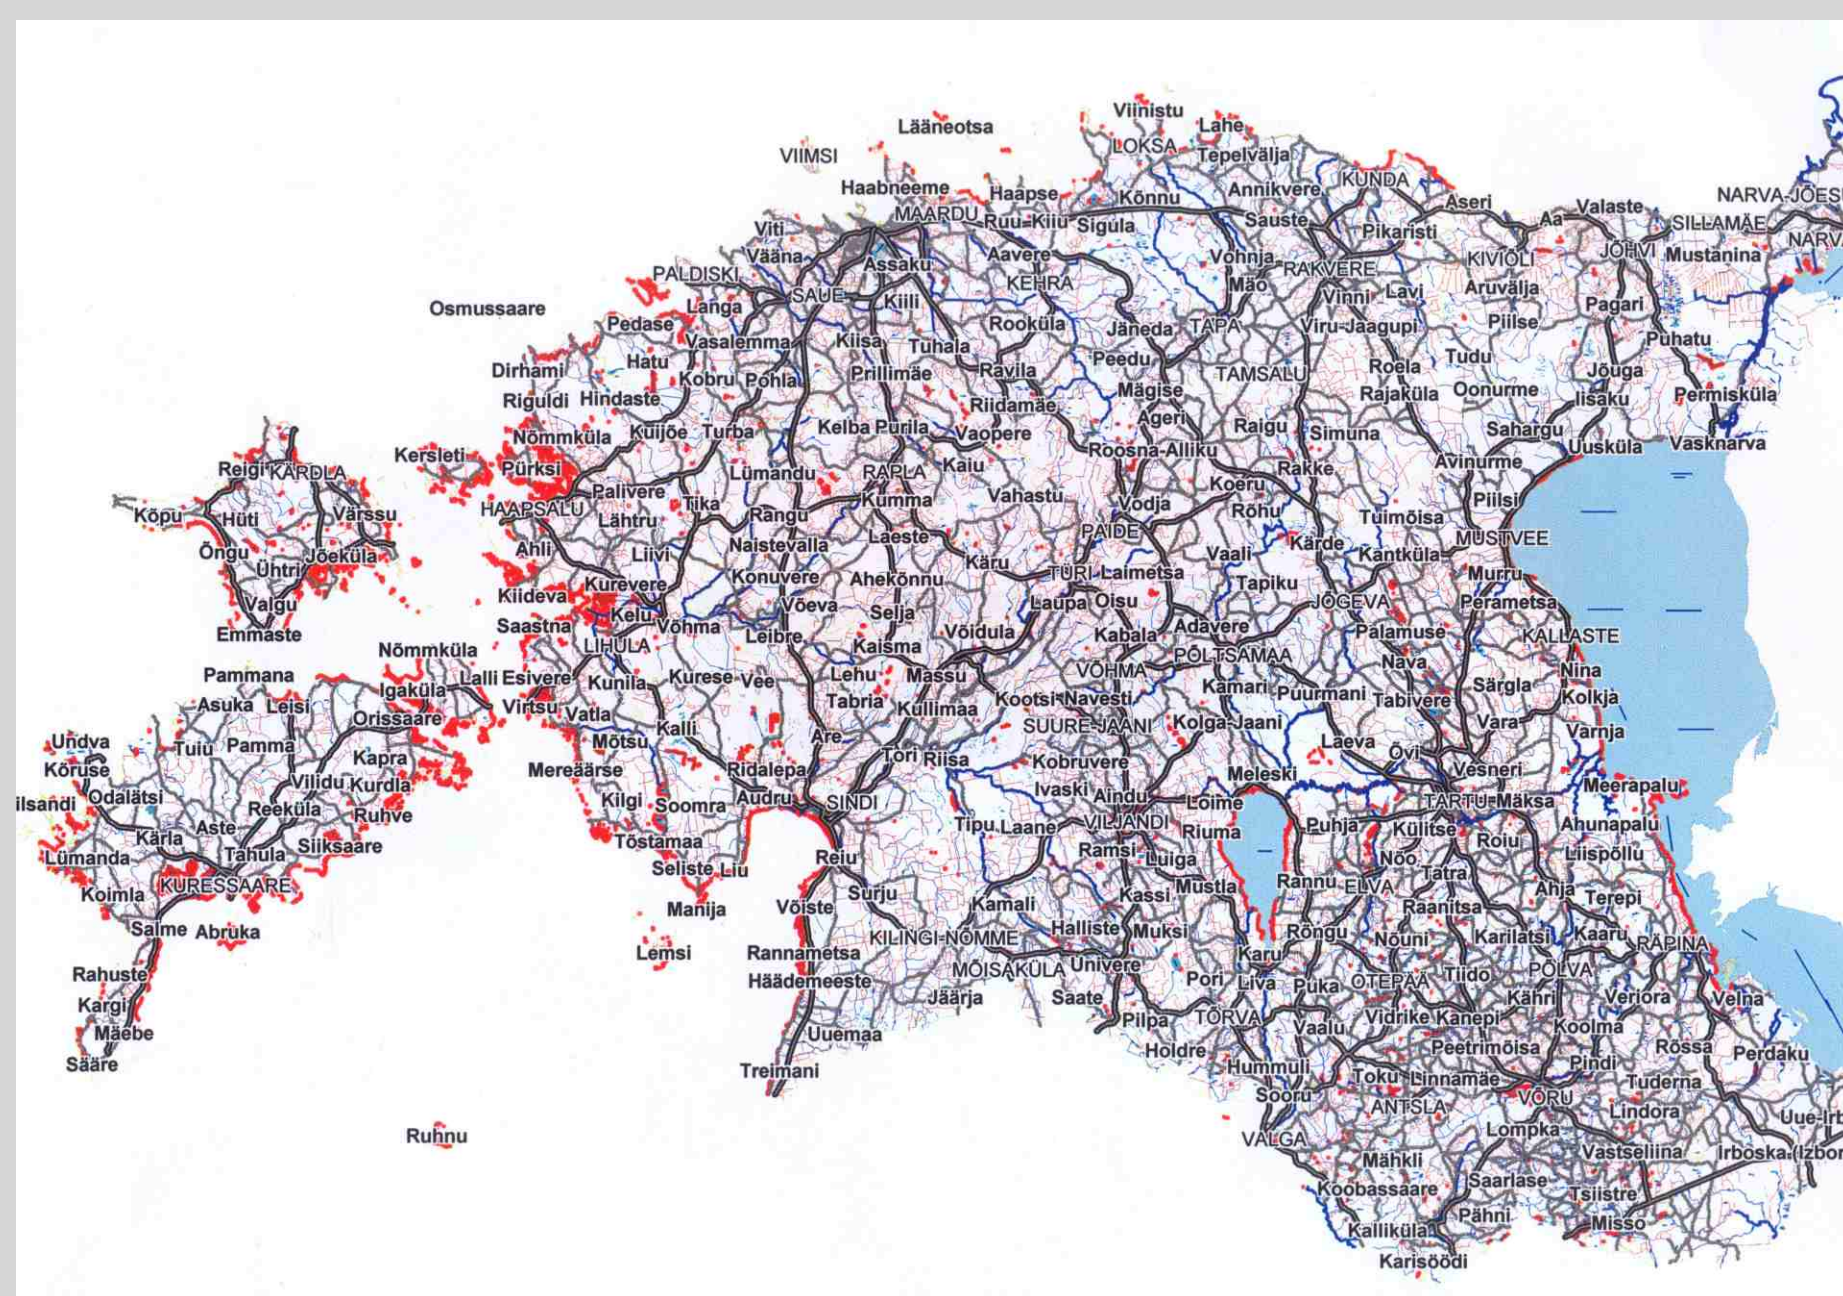 Viinistu
Lääneotsa
Lahe
LOKSA
VIIMSI
Tepelvälja
KUNDA
Haabneeme
Haapse
Kõnnu
Annikvere
NARVA-JÕESU
MAARDU
Ruu
Kiiu
Sigula
Sauste
Aseri
Aa
Valaste
SILLAMÄE
Viti
Pikaristi
NARVA
Vääna
Assaku
Aavere
Vohnja
RAKVERE
KIVIÕLI
JÕHVI
Mustanina
PALDISKI
SAUE
Kiili
KEHRA
Mäo
Vinni
Lavi
Aruvälja
Osmussaare
Langa
Pagari
Pedase
Vasalemma
Kiisa
Tuhala
Rooküla
Jäneda
TAPA
Viru-Jaagupi
Piilse
Puhatu
Dirhami
Hatu
Kobru
Pohla
Prillimäe
Ravila
Peedu
TAMSALU
Roela
Tudu
Jõuga
Riguldi
Hindaste
Riidamäe
Mägise
Rajaküla
Oonurme
Iisaku
Permisküla
Nõmmküla
Kuijõe
Turba
Kelba
Purila
Vaopere
Ageri
Raigu
Simuna
Sahargu
Uusküla
Vasknarva
Kersleti
Pürksi
Roosna-Alliku
Reigi
KÄRDLA
Lümandu
RAPLA
Kaiu
Rakke
Avinurme
Palivere
Koeru
Kõpu
Hüti
Värssu
HAAPSALU
Lähtru
Tika
Rangu
Kumma
Vahastu
Vodja
Rõhu
Tuimõisa
Piilsi
Õngu
Jõeküla
Ahli
Liivi
Naistevalla
Laeste
PAIDE
Kärde
Kantküla
MUSTVEE
Ühtri
Kurevere
Konuvere
Ahekõnnu
Käru
TÜRI
Laimetsa
Vaali
Tapiku
Murru
Valgu
Kiideva
Kelu
Võeva
Selja
Laupa
Oisu
JÕGEVA
Perametsa
Emmaste
Saastna
Võhma
Leibre
Võidula
Kabala
Adavere
Palamuse
KALLASTE
Nõmmküla
LIHULA
Kaisma
PÕLTSAMAA
Pammana
Igaküla
Lalli
Esivere
Kunila
Kurese
Vee
Lehu
Massu
VÕHMA
Kamari
Puurmani
Nava
Särgla
Nina
Asuka
Leisi
Orissaare
Virtsu
Vatla
Tabria
Kullimaa
Kootsi
Navesti
Tabivere
Kolkja
Undva
Tuiu
Pamma
Kapra
Mõtsu
Kalli
Are
SUURE-JAANI
Kolga-Jaani
Laeva
Vara
Varnja
Kõruse
Vilidu
Kurdla
Mereäärse
Ridalepa
Tori
Riisa
Kobruvere
Meleski
Õvi
Vesneri
Meerapalu
ilsandi
Odalätsi
Reeküla
Ruhve
Kilgi
Soomra
Audru
SINDI
Ivaski
Aindu
Loime
TARTU
Mäksa
Kärla
Aste
Siiksaare
Tõstamaa
Tipu
Laane
VILJANDI
Riuma
Puhja
Külitse
Roiu
Ahunapalu
Lümanda
Tahula
Seliste
Liu
Reiu
Ramsi
Luiga
Nõo
Tatra
Liispõllu
Koimla
KURESSAARE
Manija
Surju
Kassi
Mustla
Rannu
ELVA
Ahja
Terepi
Salme
Abruka
Võiste
Kamali
Raanitsa
Lemsi
Rannametsa
KILINGI-NÕMME
Halliste
Muksi
Rõngu
Nõuni
Karilatsi
Kaaru
RÄPINA
Rahuste
Häädemeeste
MÕISAKÜLA
Univere
Karu
Kargi
Jäärja
Saate
Pori
Liva
Puka
OTEPÄÄ
Tiido
PÕLVA
Kähri
Veriora
Velna
Mäebe
Uuemaa
Pilpa
TÕRVA
Vaalu
Vidrike
Kanepi
Koolma
Sääre
Treimani
Holdre
Hummuli
Peetrimõisa
Pindi
Rõssa
Perdaku
Toku
Linnamäe
Tuderna
Sooru
ANTSLA
VÕRU
Lindora
Uue-Irb
Ruhnu
VALGA
Lompka
Vastseliina
Irboska (Izbor
Mähkli
Saarlase
Koobassaare
Tsiistre
Kalliküla
Pähni
Misso
Karisöödi